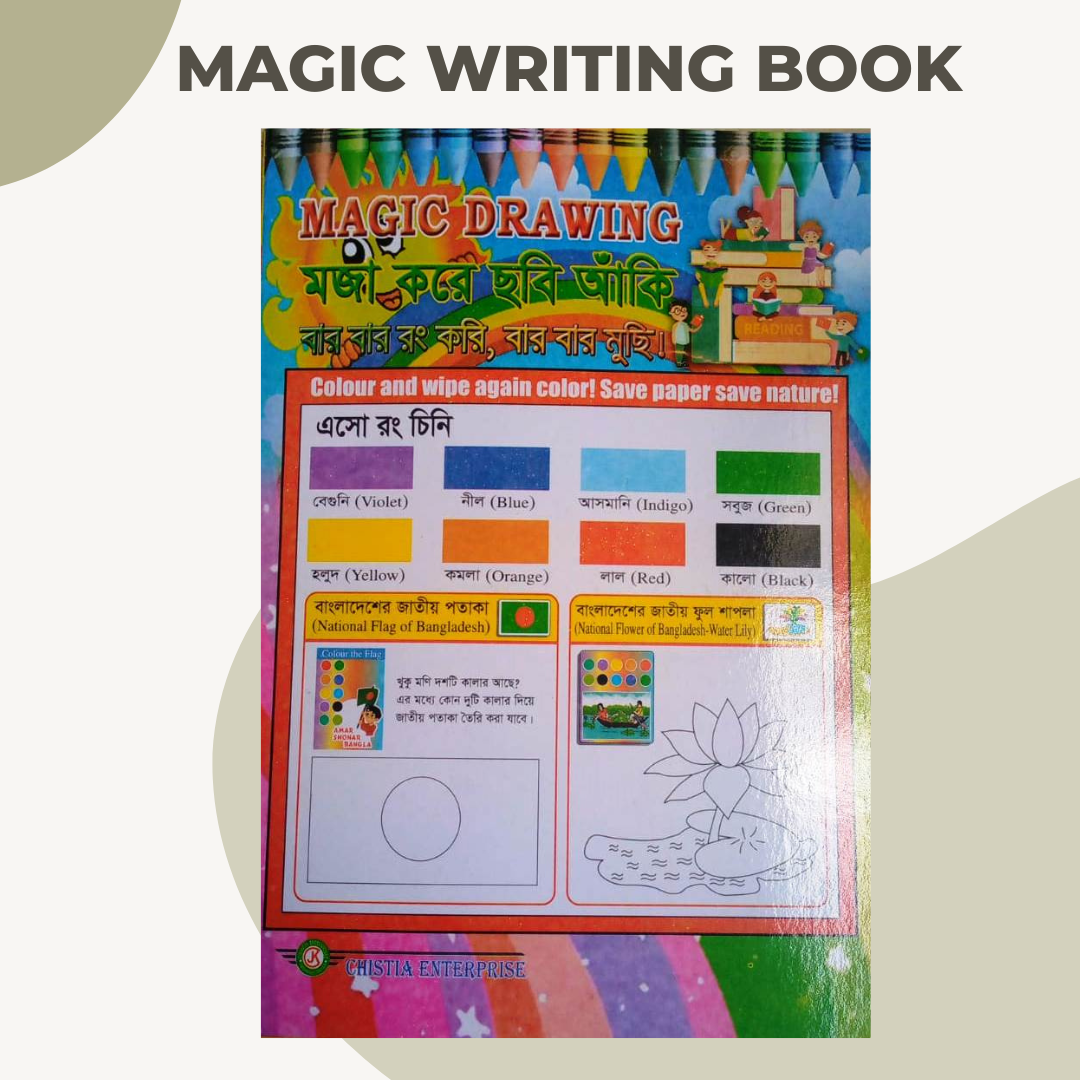 MAGIC WRITING BOOK
MAGIC DRAWING
মজা করে ছবি আঁকি
বার বার রং করি, বার বার মুছি!
READING
Colour and wipe again color! Save paper save nature!
এসো রং চিনি
বেগুনি (Violet) নীল (Blue) আসমানি (Indigo) সবুজ (Green)
হলুদ (Yellow) কমলা (Orange) লাল (Red) কালো (Black)
বাংলাদেশের জাতীয় পতাকা
(National Flag of Bangladesh)
Colour the Flag
খুকু মণি দশটি কালার আছে?
এর মধ্যে কোন দুটি কালার দিয়ে
জাতীয় পতাকা তৈরি করা যাবে।
AMAR
SHONAR
BANGLA
বাংলাদেশের জাতীয় ফুল শাপলা
(National Flower of Bangladesh-Water Lily)
CHISTIA ENTERPRISE